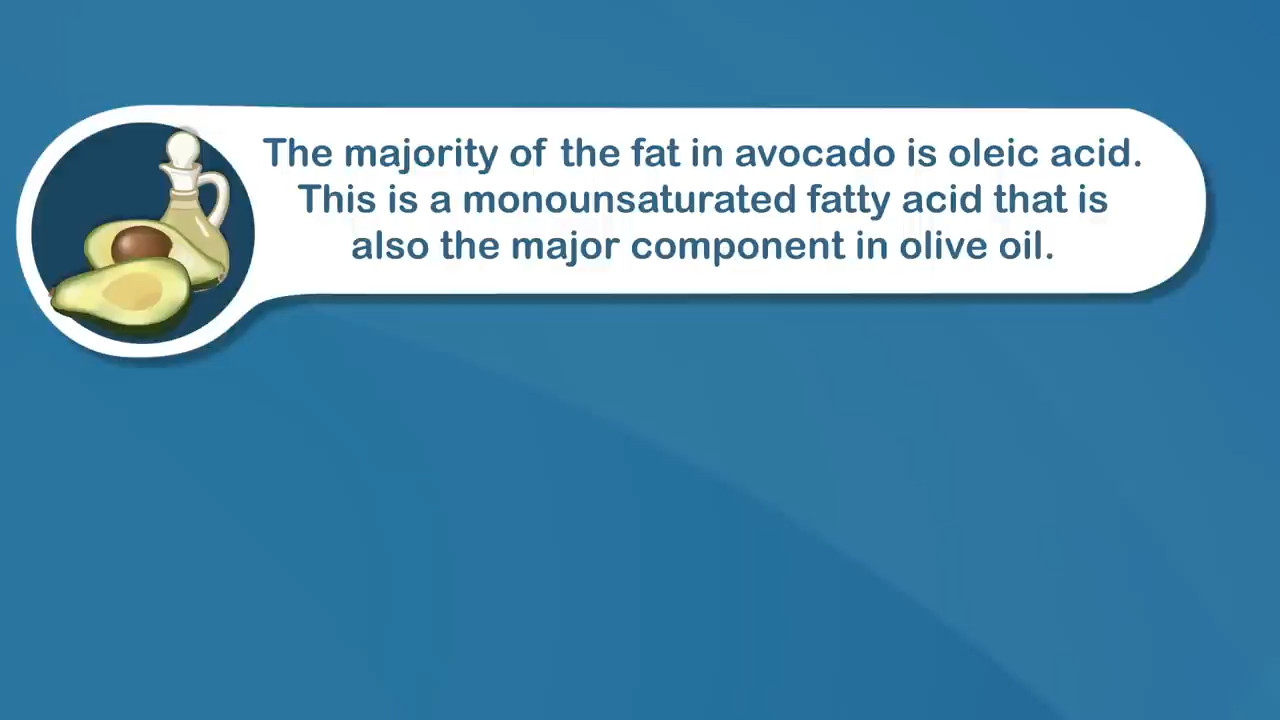 The majority of the fat in avocado is oleic acid.
This is a monounsaturated fatty acid that is
also the major component in olive oil.